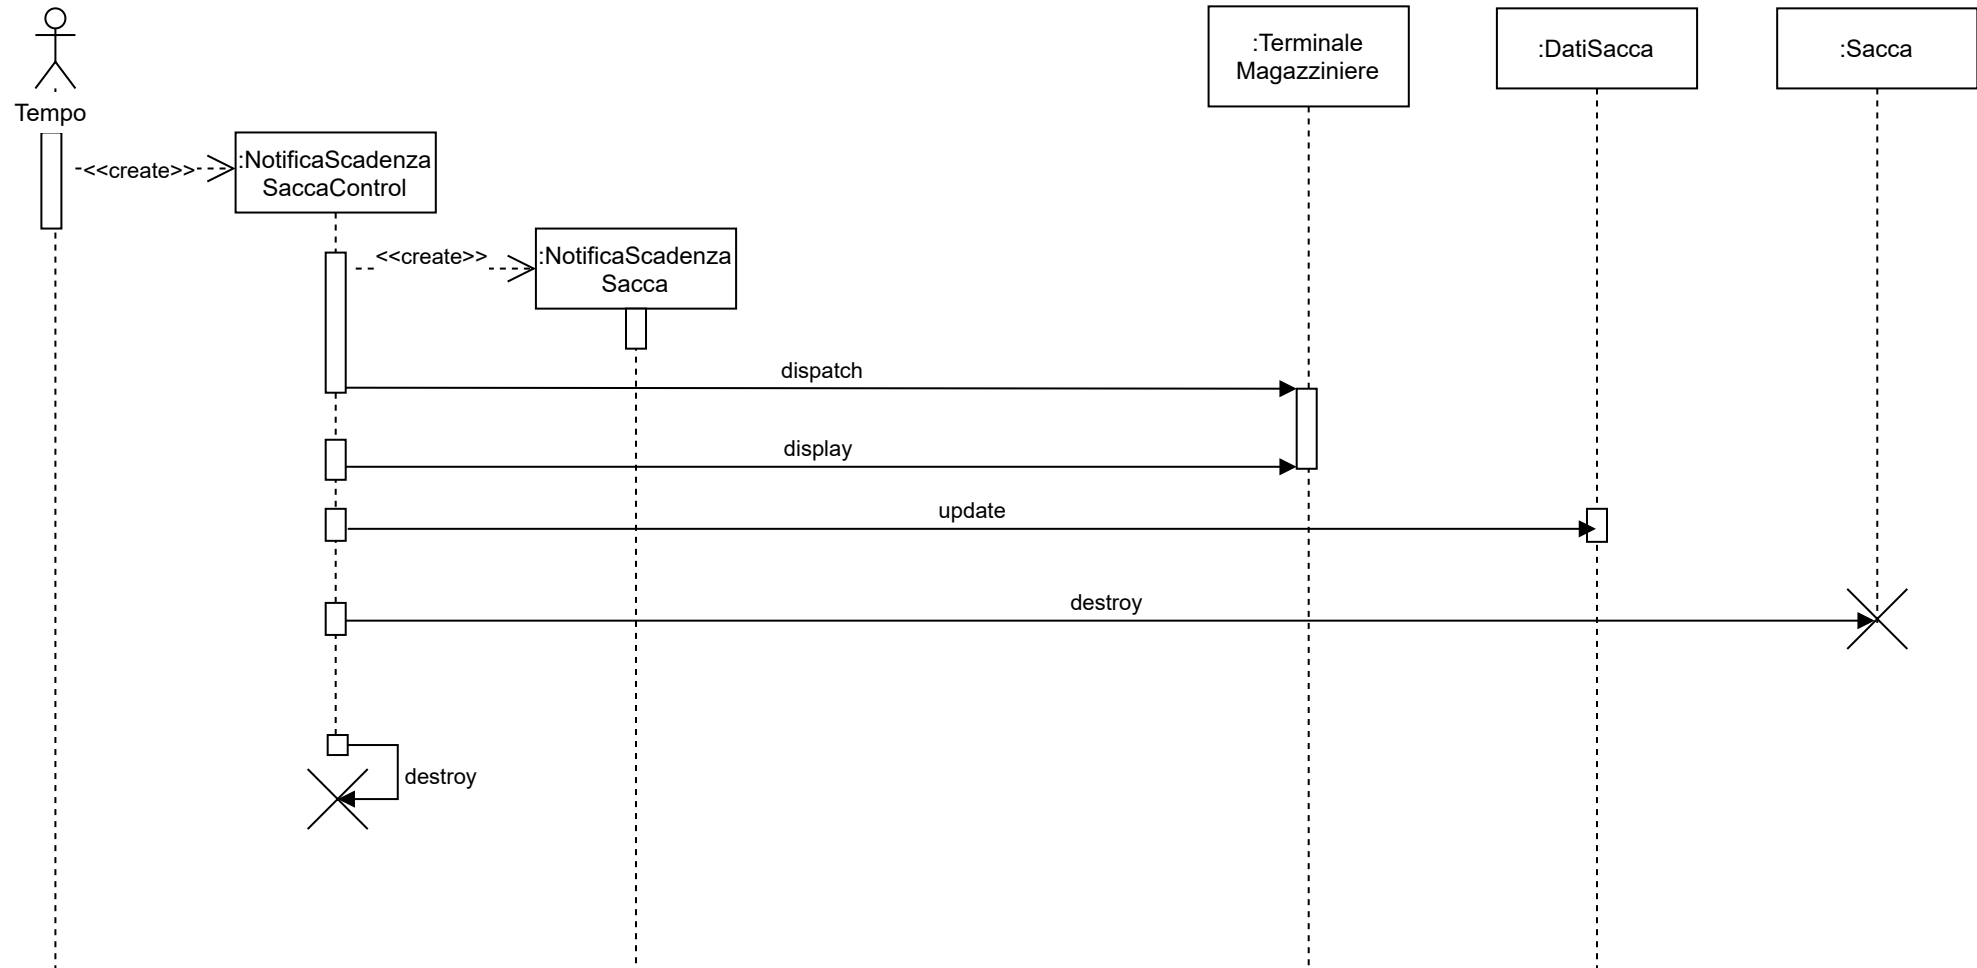 Tempo
:Terminale
Magazziniere
:DatiSacca
:Sacca
<<create>>
:NotificaScadenza
SaccaControl
<<create>>
:NotificaScadenza
Sacca
dispatch
display
update
destroy
destroy